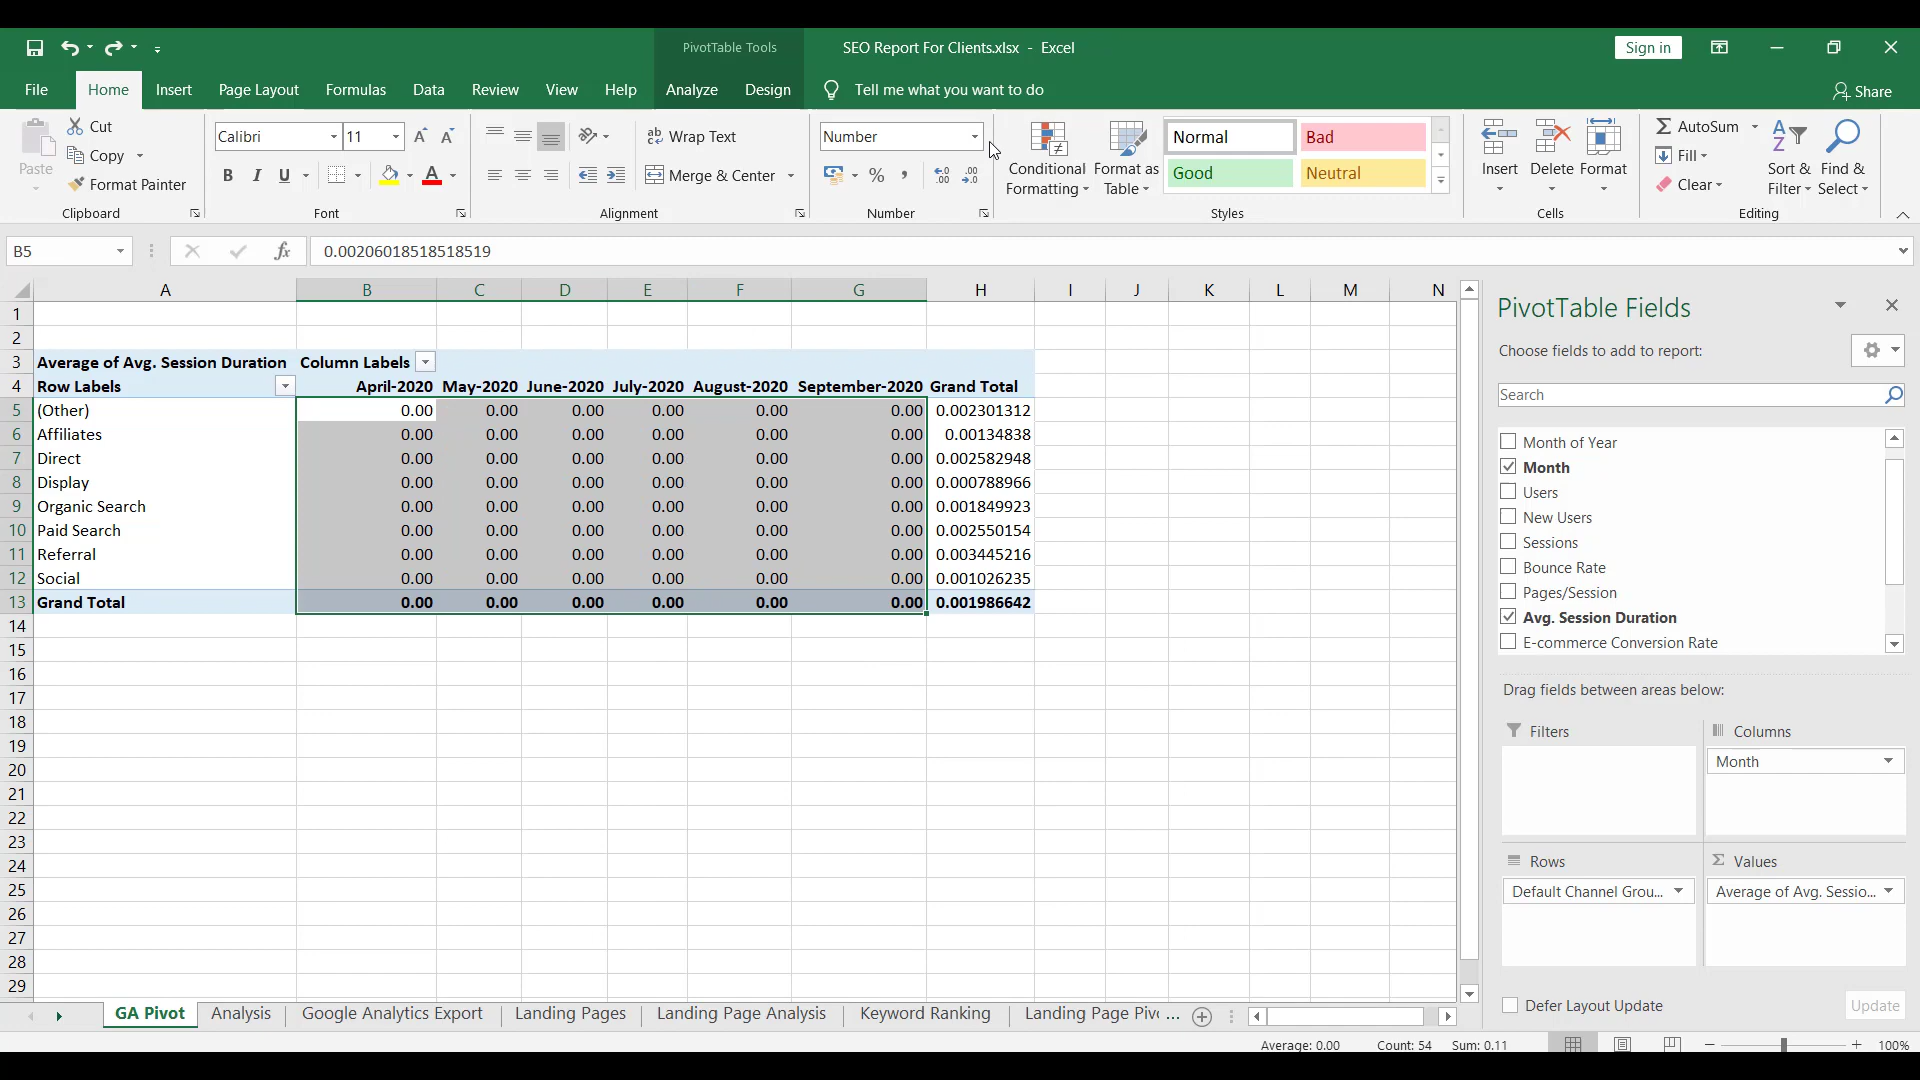 PivotTable Tools
SEO Report For Clients.xlsx - Excel
Sign in
File Home Insert Page Layout Formulas Data Review View Help Analyze Design Tell me what you want to do Share
Paste
Cut
Copy
Format Painter
Clipboard
Calibri 11
B I U A
Font
Wrap Text
Merge & Center
Alignment
Number
%
Number
Conditional Formatting
Format as Table
Normal Bad
Good Neutral
Styles
Insert Delete Format
Cells
AutoSum
Fill
Clear
Sort & Filter
Find & Select
Editing
B5 fx 0.00206018518518519
A B C D E F G H I J K L M N
1
2
3 Average of Avg. Session Duration Column Labels
4 Row Labels April-2020 May-2020 June-2020 July-2020 August-2020 September-2020 Grand Total
5 (Other) 0.00 0.00 0.00 0.00 0.00 0.00 0.002301312
6 Affiliates 0.00 0.00 0.00 0.00 0.00 0.00 0.00134838
7 Direct 0.00 0.00 0.00 0.00 0.00 0.00 0.002582948
8 Display 0.00 0.00 0.00 0.00 0.00 0.00 0.000788966
9 Organic Search 0.00 0.00 0.00 0.00 0.00 0.00 0.001849923
10 Paid Search 0.00 0.00 0.00 0.00 0.00 0.00 0.002550154
11 Referral 0.00 0.00 0.00 0.00 0.00 0.00 0.003445216
12 Social 0.00 0.00 0.00 0.00 0.00 0.00 0.001026235
13 Grand Total 0.00 0.00 0.00 0.00 0.00 0.00 0.001986642
14
15
16
17
18
19
20
21
22
23
24
25
26
27
28
29
PivotTable Fields
Choose fields to add to report:
Search
Month of Year
Month
Users
New Users
Sessions
Bounce Rate
Pages/Session
Avg. Session Duration
E-commerce Conversion Rate
Drag fields between areas below:
Filters
Columns
Month
Rows
Default Channel Grou...
Values
Average of Avg. Sessio...
Defer Layout Update Update
GA Pivot Analysis Google Analytics Export Landing Pages Landing Page Analysis Keyword Ranking Landing Page Piv ...
Average: 0.00 Count: 54 Sum: 0.11 100%